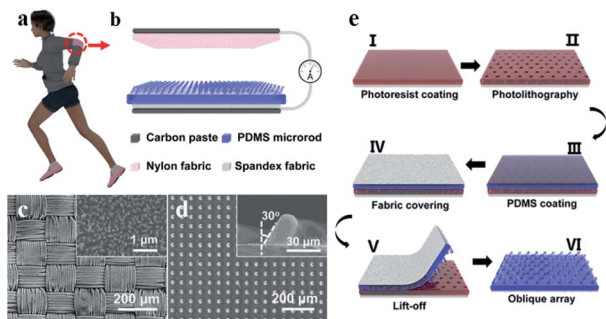 a
b
A
Carbon paste
PDMS microrod
Nylon fabric
Spandex fabric
c
1 μm
200 μm
d
30°
30 μm
200 μm
e
I
Photoresist coating
II
Photolithography
IV
Fabric covering
III
PDMS coating
V
Lift-off
VI
Oblique array